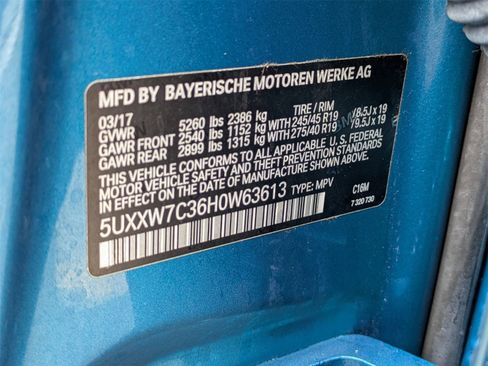 MFD BY BAYERISCHE MOTOREN WERKE AG
03/17 TIRE / RIM
GVWR 5260 lbs 2386 kg
GAWR FRONT 2540 lbs 1152 kg WITH 245/45 R19 / 8.5J x 19
GAWR REAR 2899 lbs 1315 kg WITH 275/40 R19 / 9.5J x 19
THIS VEHICLE CONFORMS TO ALL APPLICABLE U. S. FEDERAL
MOTOR VEHICLE SAFETY AND THEFT PREVENTION STANDARDS
IN EFFECT ON THE DATE OF MANUFACTURE SHOWN ABOVE.
5UXXW7C36H0W63613 TYPE: MPV C16M
7 320 730